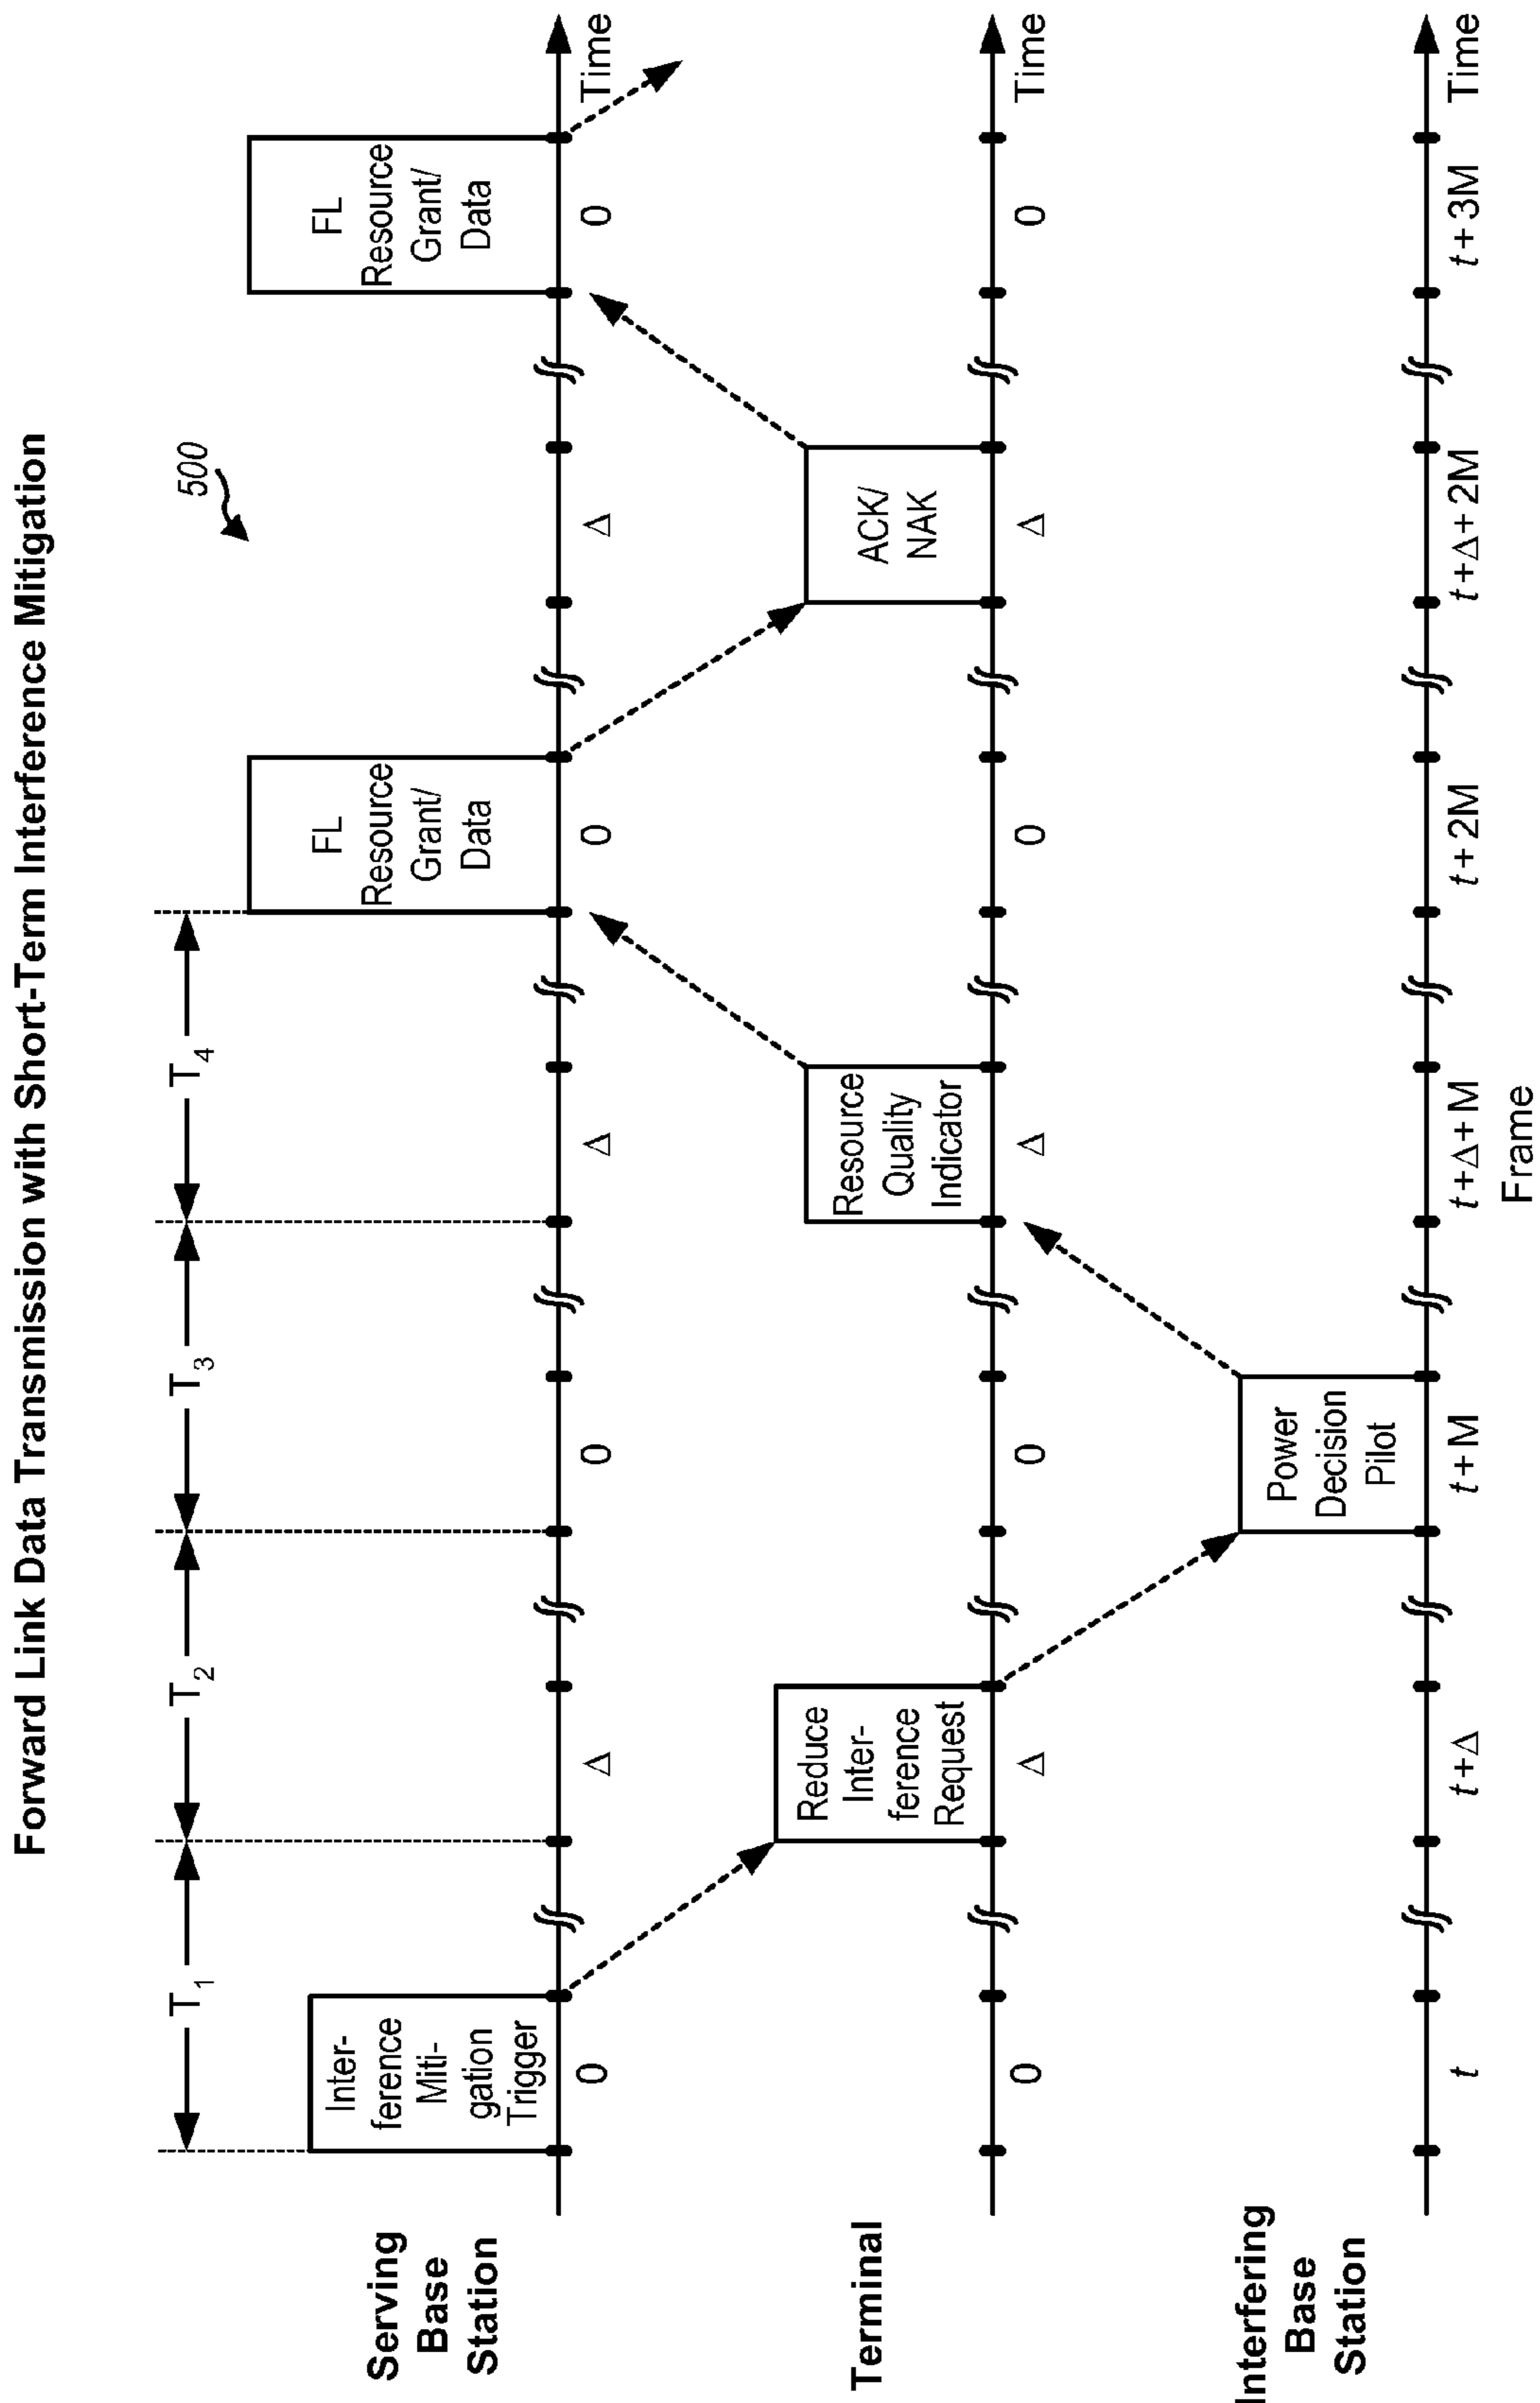 Forward Link Data Transmission with Short-Term Interference Mitigation
500
T1
T2
T3
T4
Serving
Base
Station
Inter-
ference
Miti-
gation
Trigger
FL
Resource
Grant/
Data
FL
Resource
Grant/
Data
0
Δ
0
Δ
0
Δ
0
Time
Terminal
Reduce
Inter-
ference
Request
Resource
Quality
Indicator
ACK/
NAK
0
Δ
0
Δ
0
Δ
0
Time
Interfering
Base
Station
Power
Decision
Pilot
t
t+Δ
t+M
t+Δ+M
t+2M
t+Δ+2M
t+3M
Time
Frame